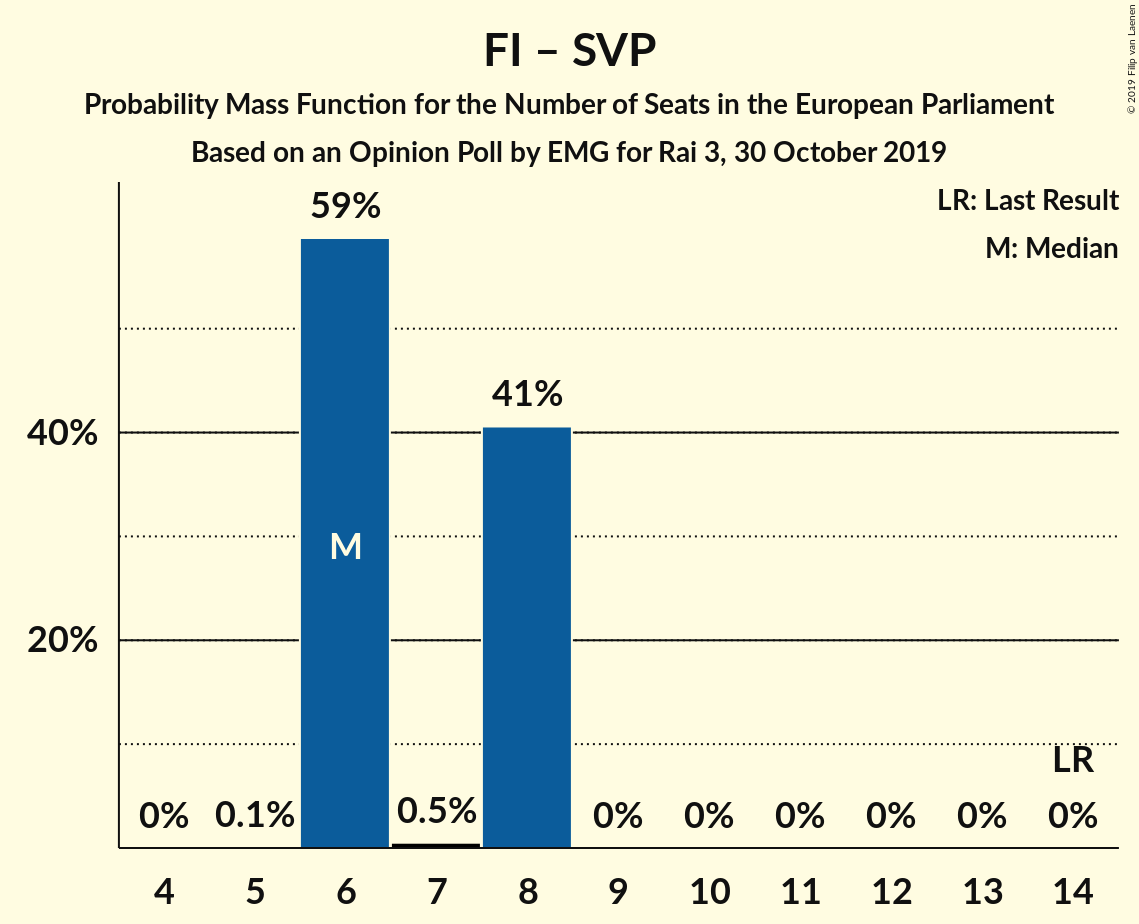 FI – SVP
Probability Mass Function for the Number of Seats in the European Parliament
Based on an Opinion Poll by EMG for Rai 3, 30 October 2019
© 2019 Filip van Laenen
LR: Last Result
M: Median
59%
41%
40%
M
20%
LR
0% 0.1% 0.5% 0% 0% 0% 0% 0% 0%
4 5 6 7 8 9 10 11 12 13 14